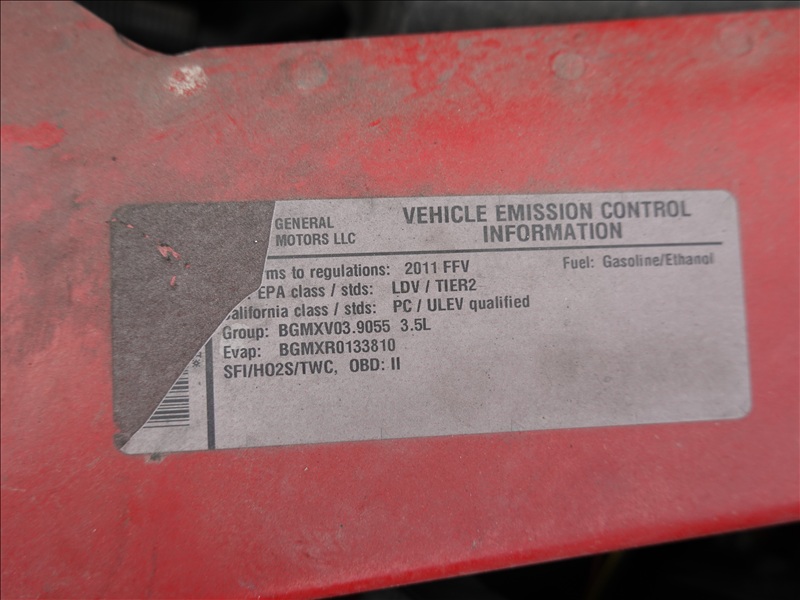 GENERAL
MOTORS LLC
VEHICLE EMISSION CONTROL
INFORMATION
ms to regulations: 2011 FFV
Fuel: Gasoline/Ethanol
EPA class / stds: LDV / TIER2
alifornia class / stds: PC / ULEV qualified
Group: BGMXV03.9055 3.5L
Evap: BGMXR0133810
SFI/HO2S/TWC, OBD: II